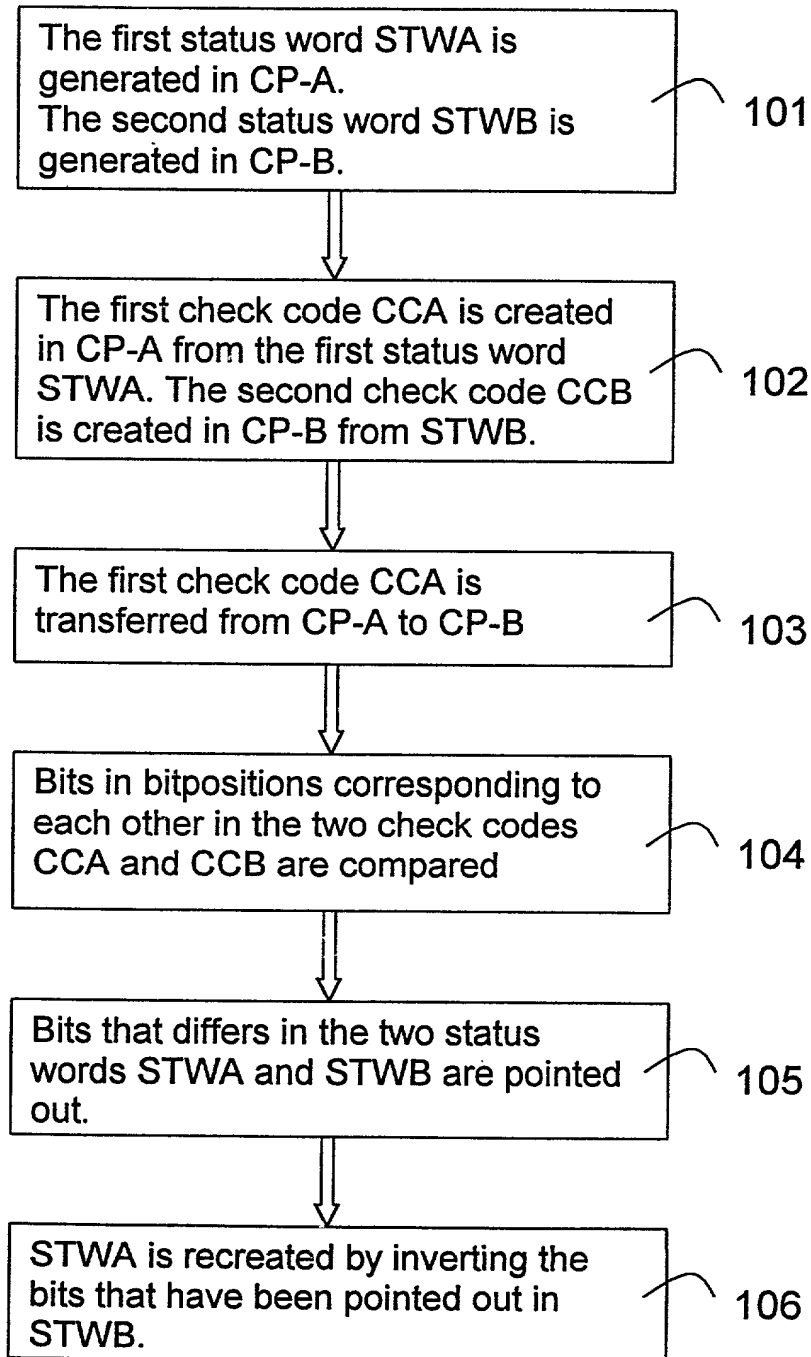 The first status word STWA is
generated in CP-A.
The second status word STWB is
generated in CP-B.
101
The first check code CCA is created
in CP-A from the first status word
STWA. The second check code CCB
is created in CP-B from STWB.
102
The first check code CCA is
transferred from CP-A to CP-B
103
Bits in bitpositions corresponding to
each other in the two check codes
CCA and CCB are compared
104
Bits that differs in the two status
words STWA and STWB are pointed
out.
105
STWA is recreated by inverting the
bits that have been pointed out in
STWB.
106